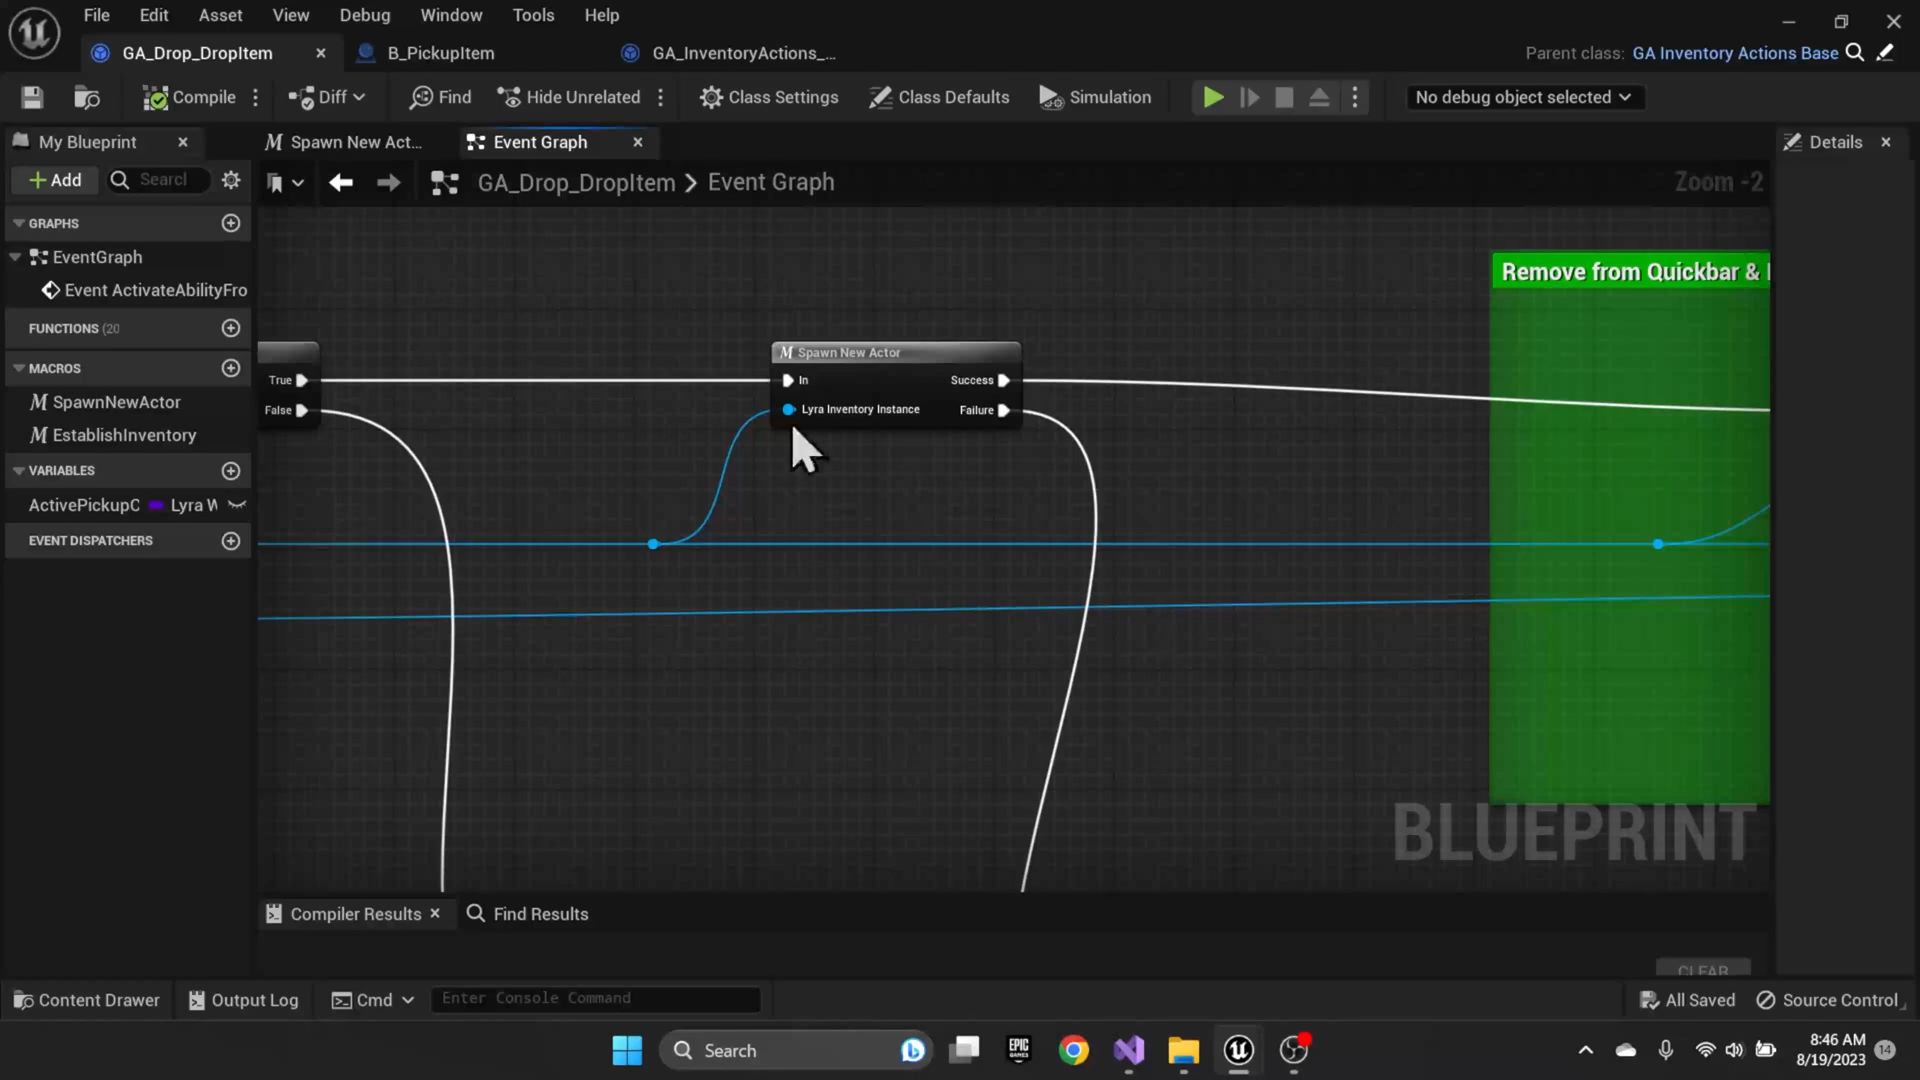 File Edit Asset View Debug Window Tools Help
GA_Drop_DropItem
B_PickupItem
GA_InventoryActions_...
Parent class: GA Inventory Actions Base
Compile
Diff
Find
Hide Unrelated
Class Settings
Class Defaults
Simulation
No debug object selected
My Blueprint
Spawn New Act...
Event Graph
Details
+ Add
Searcl
GA_Drop_DropItem > Event Graph
Zoom -2
GRAPHS
EventGraph
Event ActivateAbilityFro
FUNCTIONS (20
MACROS
SpawnNewActor
EstablishInventory
VARIABLES
ActivePickupC Lyra W
EVENT DISPATCHERS
True
False
Spawn New Actor
In Success
Lyra Inventory Instance Failure
Remove from Quickbar &
BLUEPRINT
Compiler Results
Find Results
CLEAR
Content Drawer
Output Log
Cmd
Enter Console Command
All Saved
Source Control
Search
EPIC GAMES
8:46 AM
8/19/2023
14